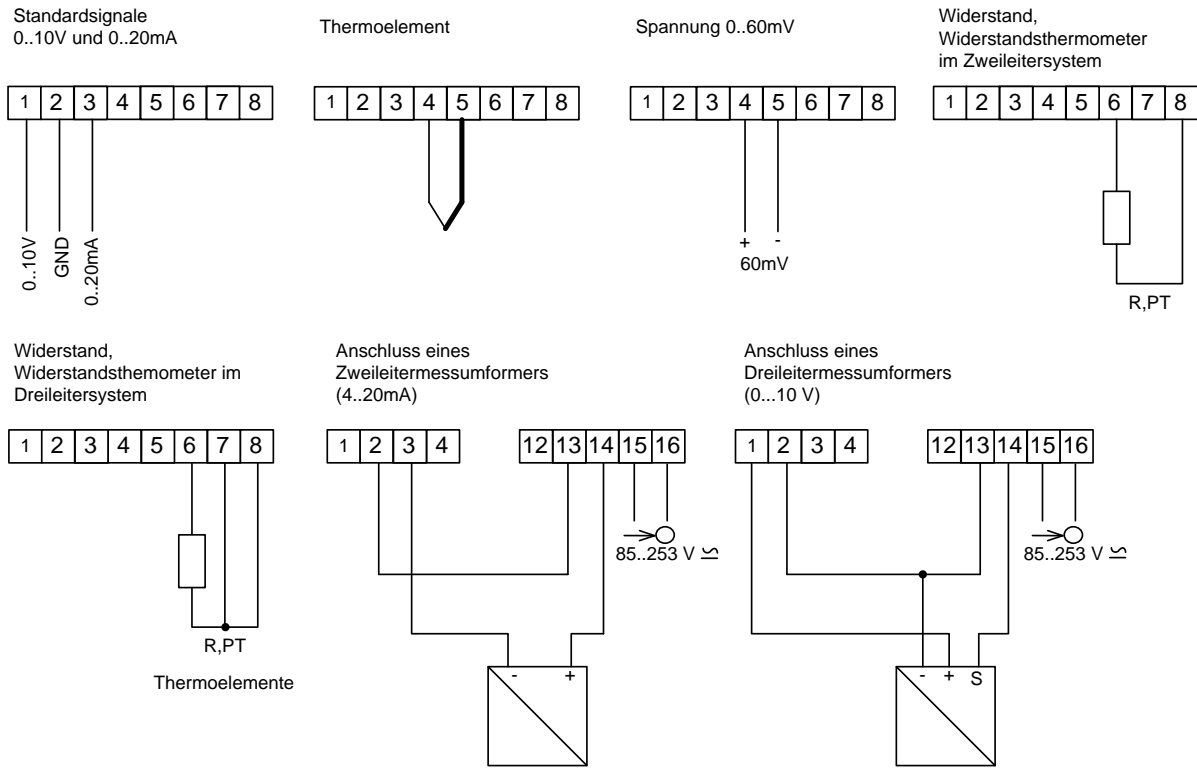 Standardsignale
0..10V und 0..20mA
1 2 3 4 5 6 7 8
0..10V
GND
0..20mA
Thermoelement
1 2 3 4 5 6 7 8
Spannung 0..60mV
1 2 3 4 5 6 7 8
+ -
60mV
Widerstand,
Widerstandsthermometer
im Zweileitersystem
1 2 3 4 5 6 7 8
R,PT
Widerstand,
Widerstandsthemometer im
Dreileitersystem
1 2 3 4 5 6 7 8
R,PT
Thermoelemente
Anschluss eines
Zweileitermessumformers
(4..20mA)
1 2 3 4 12 13 14 15 16
85..253 V
- +
Anschluss eines
Dreileitermessumformers
(0...10 V)
1 2 3 4 12 13 14 15 16
85..253 V
- + S